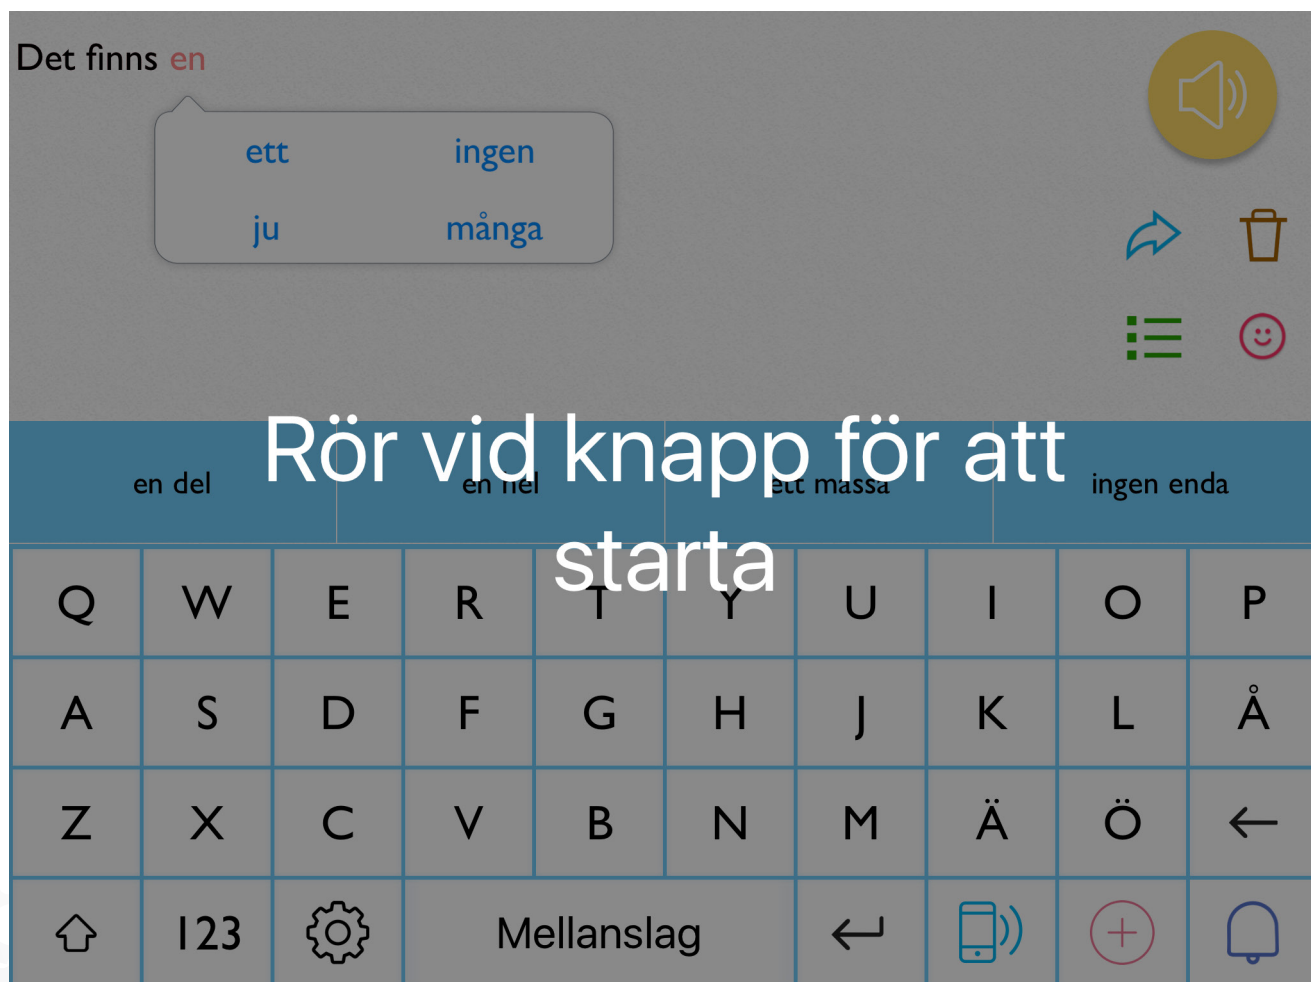 Det finns en
ett ingen
ju många
Rör vid knapp för att
starta
en del en hel ett massa ingen enda
Q W E R T Y U I O P
A S D F G H J K L Å
Z X C V B N M Ä Ö
123 Mellanslag